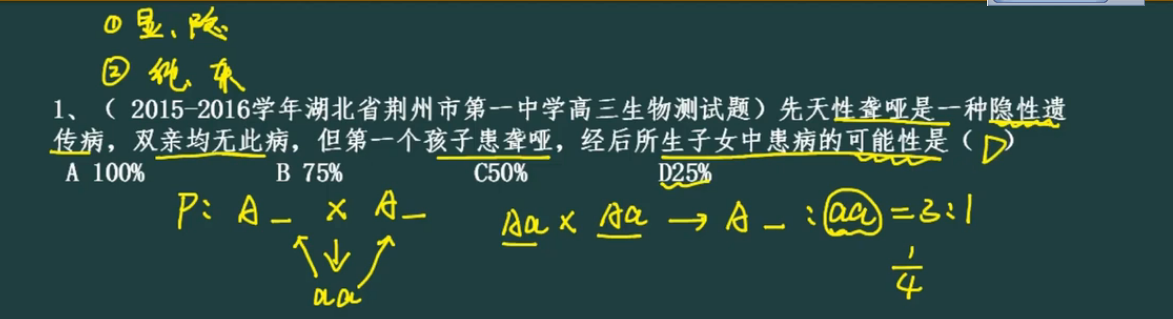 ①显、隐
②纯、杂
1、（ 2015-2016学年湖北省荆州市第一中学高三生物测试题）先天性聋哑是一种隐性遗
传病，双亲均无此病，但第一个孩子患聋哑，经后所生子女中患病的可能性是（D）
A 100% B 75% C50% D25%
P: A_ × A_ Aa × Aa → A_ : aa = 3:1
aa 1/4